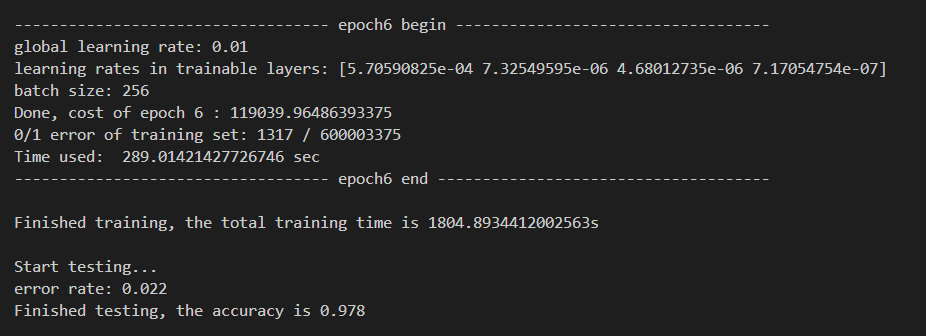 ----------------------------------- epoch6 begin -----------------------------------
global learning rate: 0.01
learning rates in trainable layers: [5.70590825e-04 7.32549595e-06 4.68012735e-06 7.17054754e-07]
batch size: 256
Done, cost of epoch 6 : 119039.96486393375
0/1 error of training set: 1317 / 600003375
Time used:  289.01421427726746 sec
----------------------------------- epoch6 end -------------------------------------
Finished training, the total training time is 1804.8934412002563s
Start testing...
error rate: 0.022
Finished testing, the accuracy is 0.978